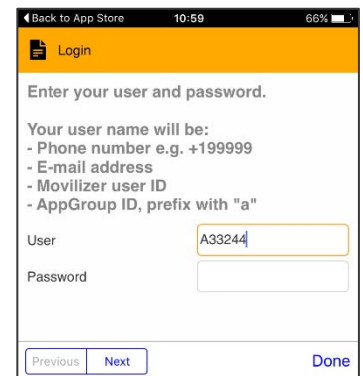 Back to App Store 10:59 66%
Login
Enter your user and password.
Your user name will be:
- Phone number e.g. +199999
- E-mail address
- Movilizer user ID
- AppGroup ID, prefix with "a"
User A33244
Password
Previous Next Done